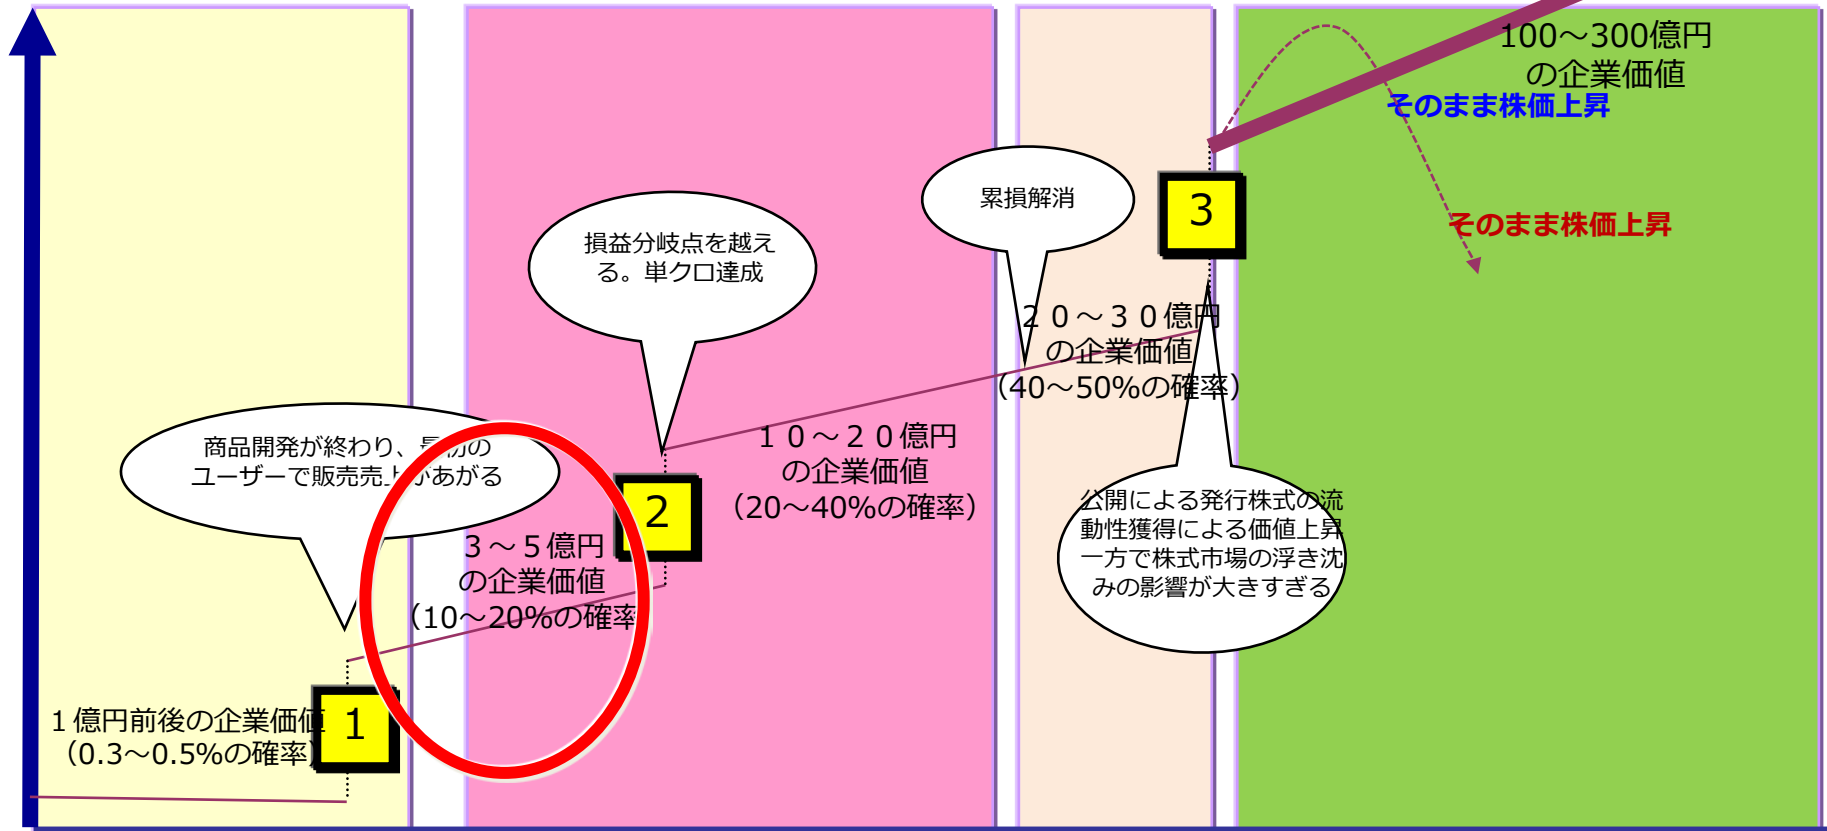 100～300億円
の企業価値
そのまま株価上昇
そのまま株価上昇
3
累損解消
損益分岐点を越え
る。単クロ達成
２０～３０億円
の企業価値
（40～50%の確率）
１０～２０億円
の企業価値
（20～40%の確率）
商品開発が終わり、最初の
ユーザーで販売売上があがる
2
３～５億円
の企業価値
（10～20%の確率
公開による発行株式の流
動性獲得による価値上昇
一方で株式市場の浮き沈
みの影響が大きすぎる
1
１億円前後の企業価値
（0.3～0.5%の確率）